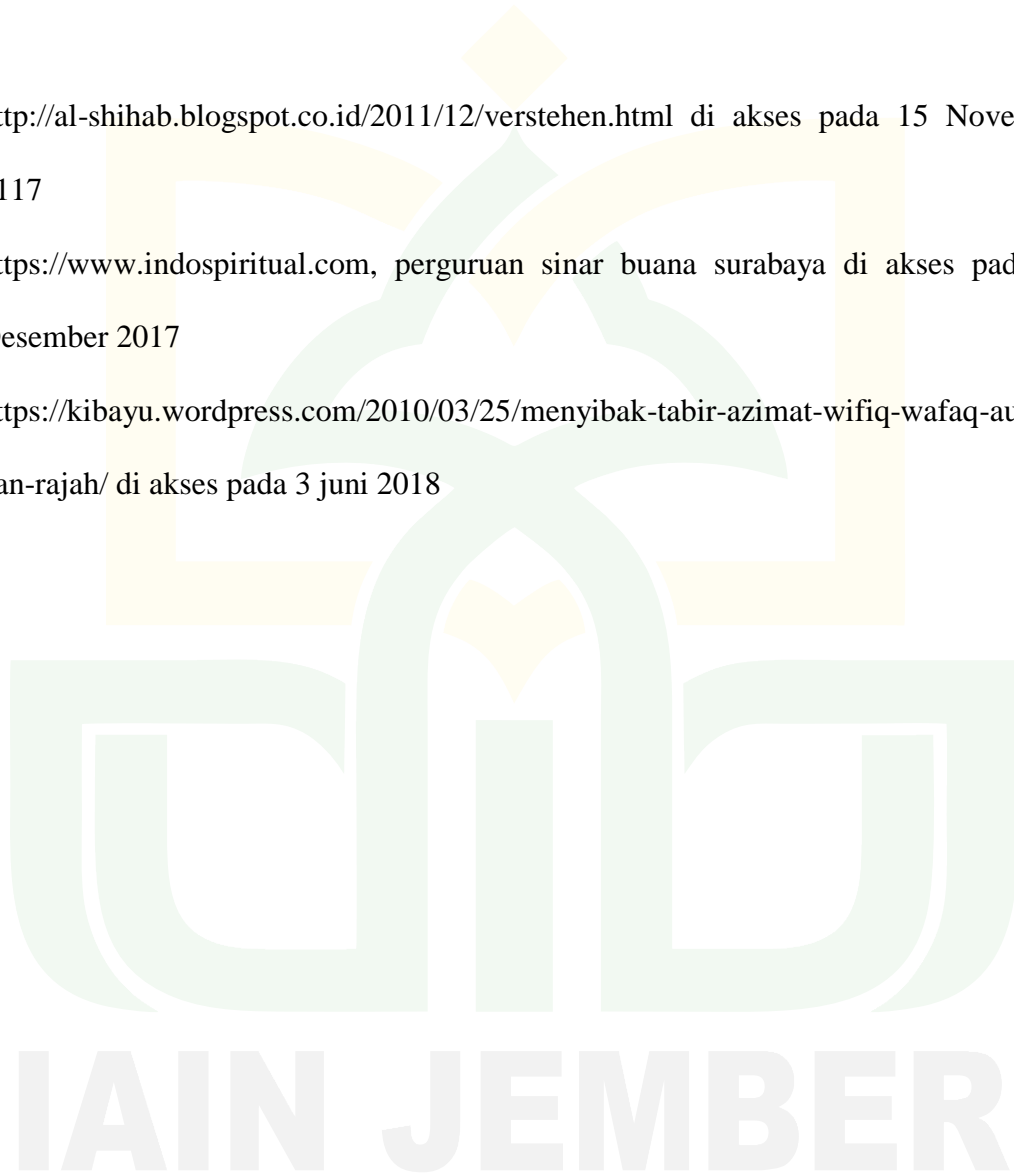 ttp://al-shihab.blogspot.co.id/2011/12/verstehen.html di akses pada 15 Nove
117
ttps://www.indospiritual.com, perguruan sinar buana surabaya di akses pad
esember 2017
ttps://kibayu.wordpress.com/2010/03/25/menyibak-tabir-azimat-wifiq-wafaq-au
an-rajah/ di akses pada 3 juni 2018
IAIN JEMBER